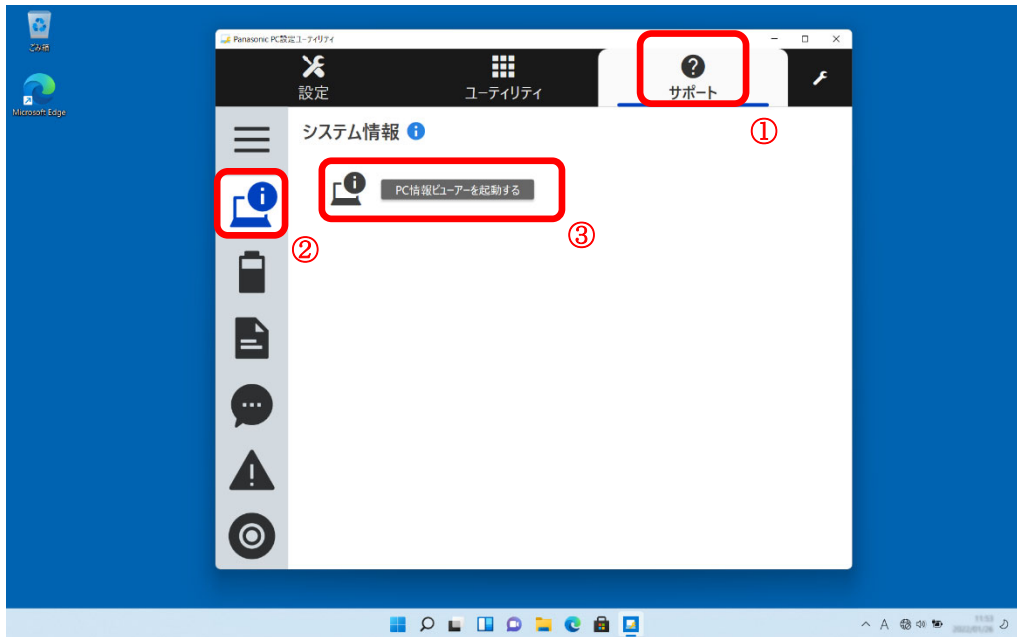 ごみ箱
Microsoft Edge
Panasonic PC設定ユーティリティ
設定
ユーティリティ
サポート
①
システム情報
PC情報ビューアーを起動する
②
③
A